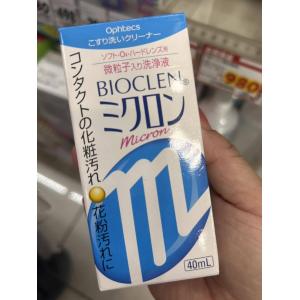 Ophtecs
こすり洗いクリーナー
ソフト・O₂・ハードレンズ用
微粒子入り洗浄液
BIOCLEN®
ミクロン
micron
コンタクトの化粧汚れ
花粉汚れに
40mL
980